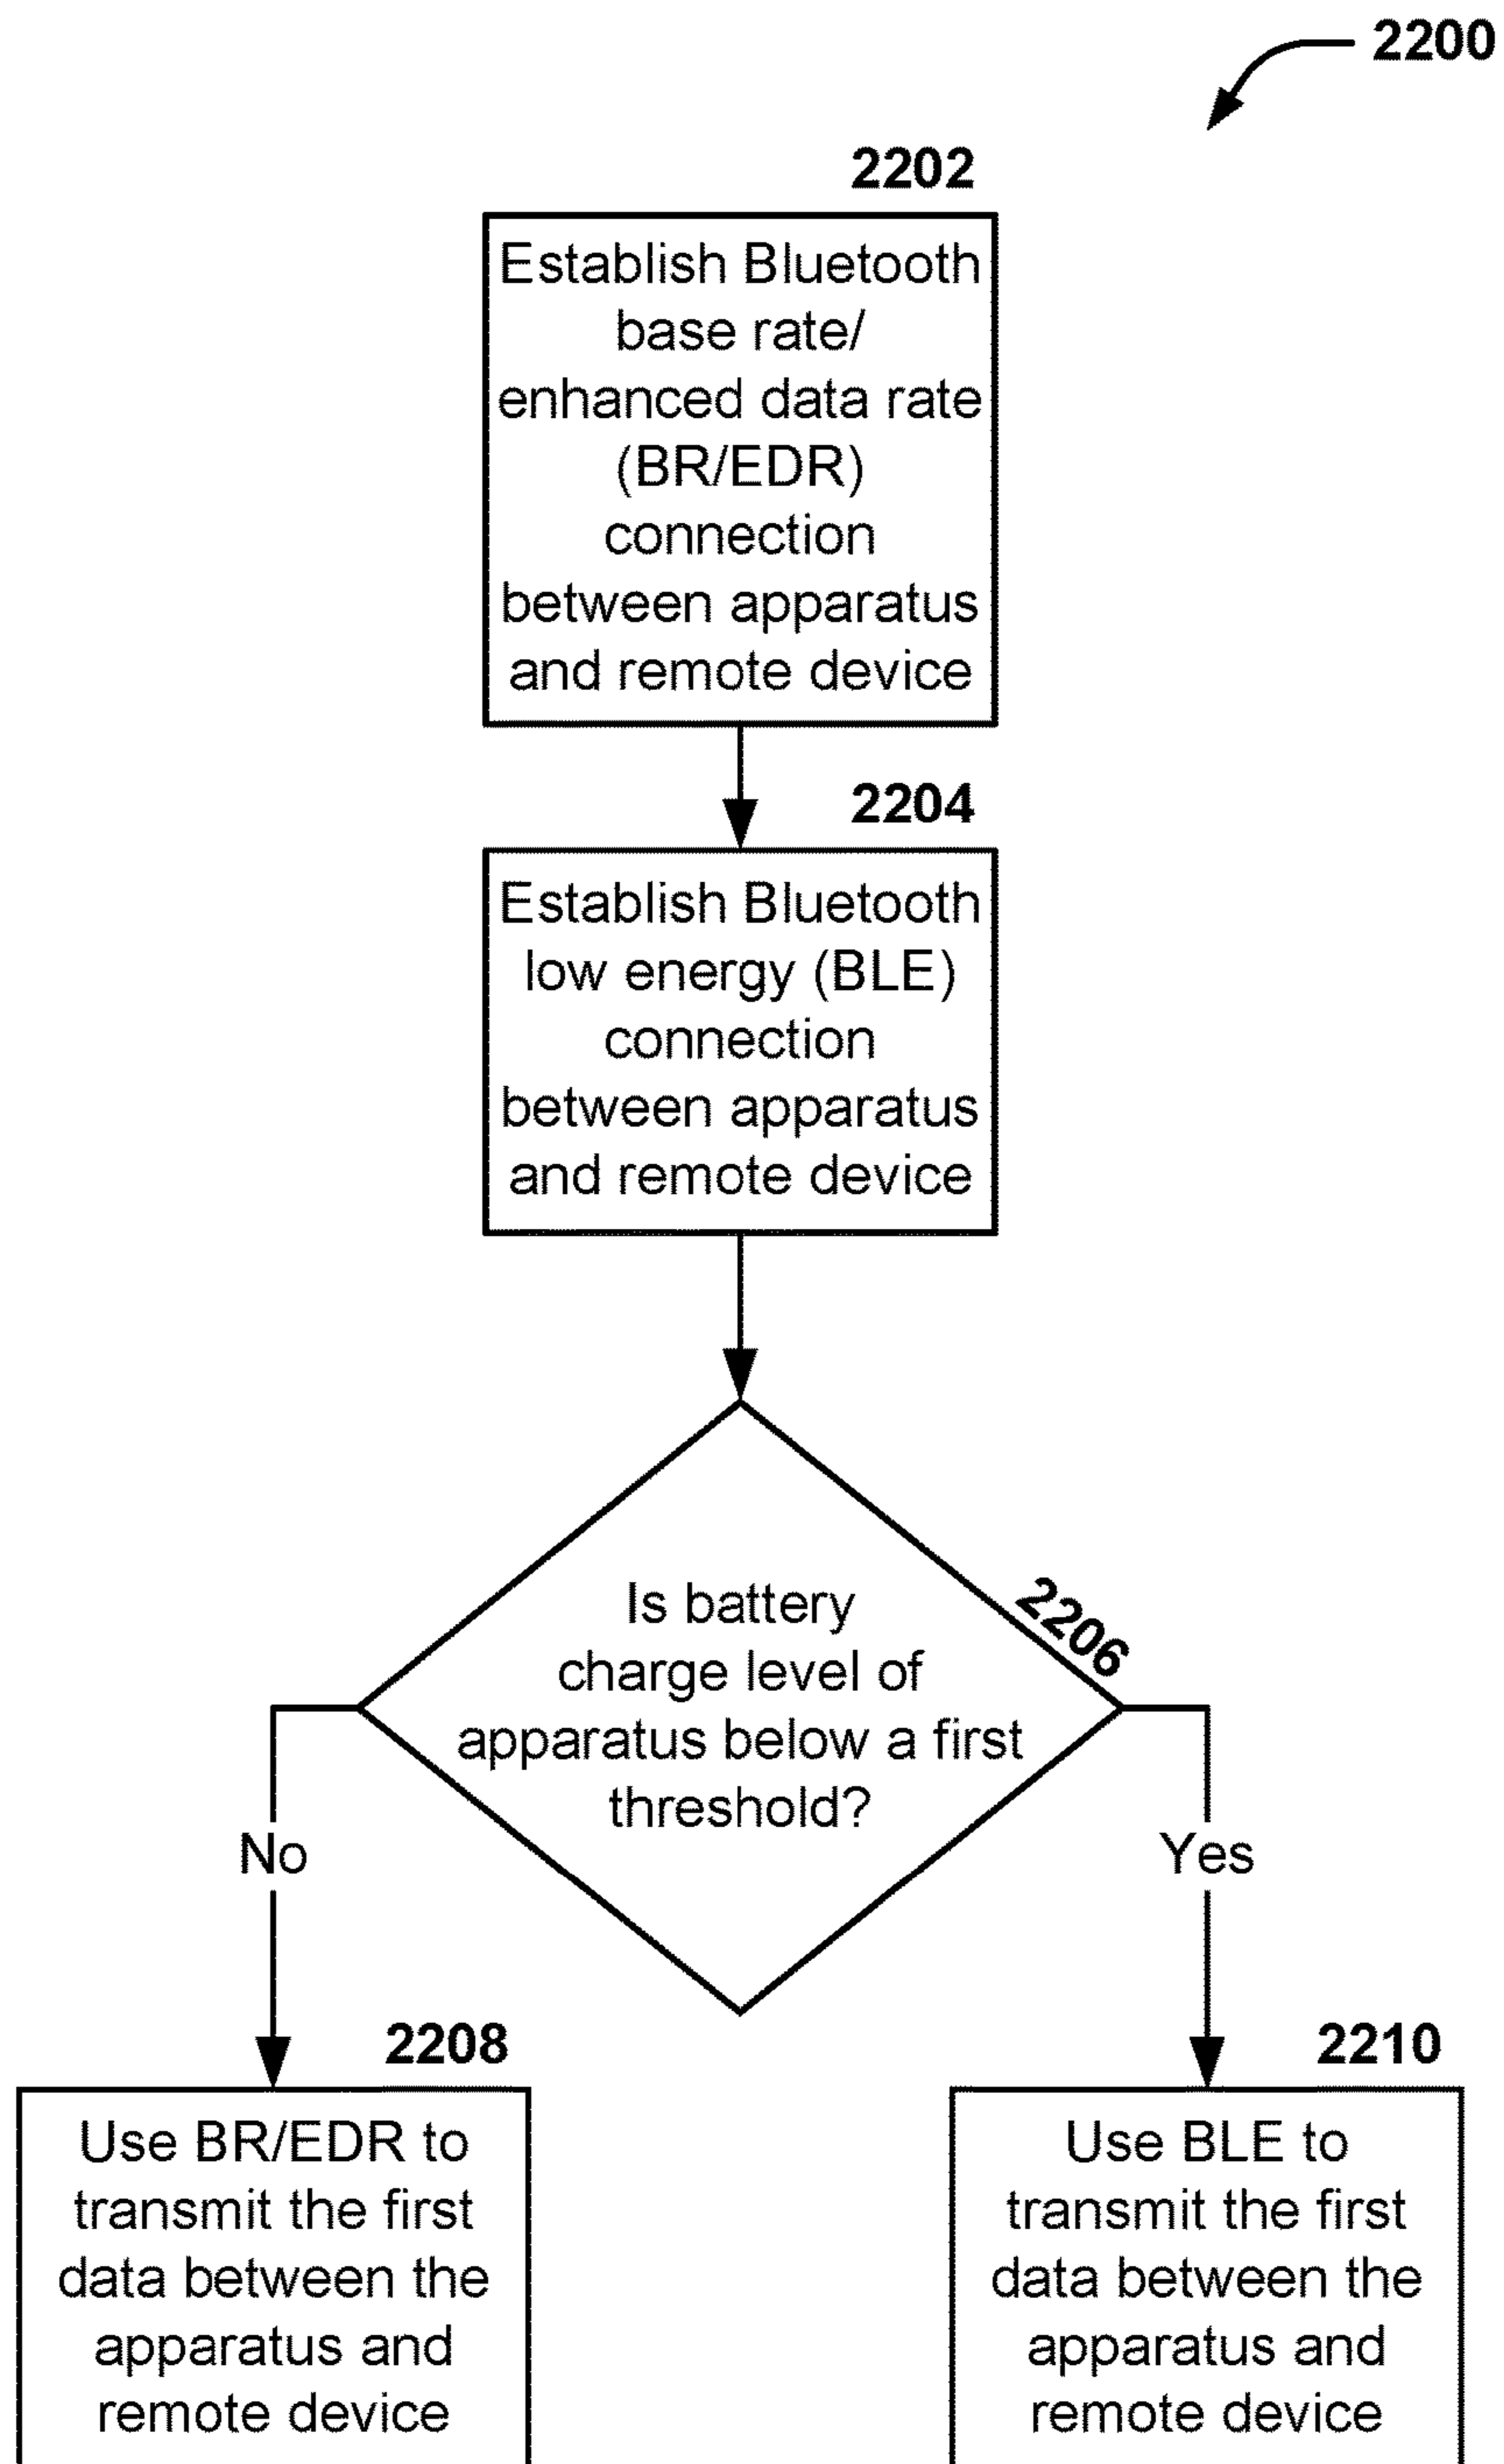 2200
2202
Establish Bluetooth
base rate/
enhanced data rate
(BR/EDR)
connection
between apparatus
and remote device
2204
Establish Bluetooth
low energy (BLE)
connection
between apparatus
and remote device
2206
Is battery
charge level of
apparatus below a first
threshold?
No
Yes
2208
Use BR/EDR to
transmit the first
data between the
apparatus and
remote device
2210
Use BLE to
transmit the first
data between the
apparatus and
remote device